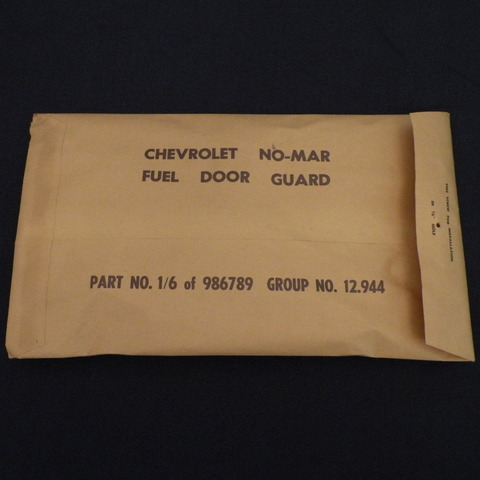 CHEVROLET NO-MAR
FUEL DOOR GUARD
PART NO. 1/6 of 986789 GROUP NO. 12.944